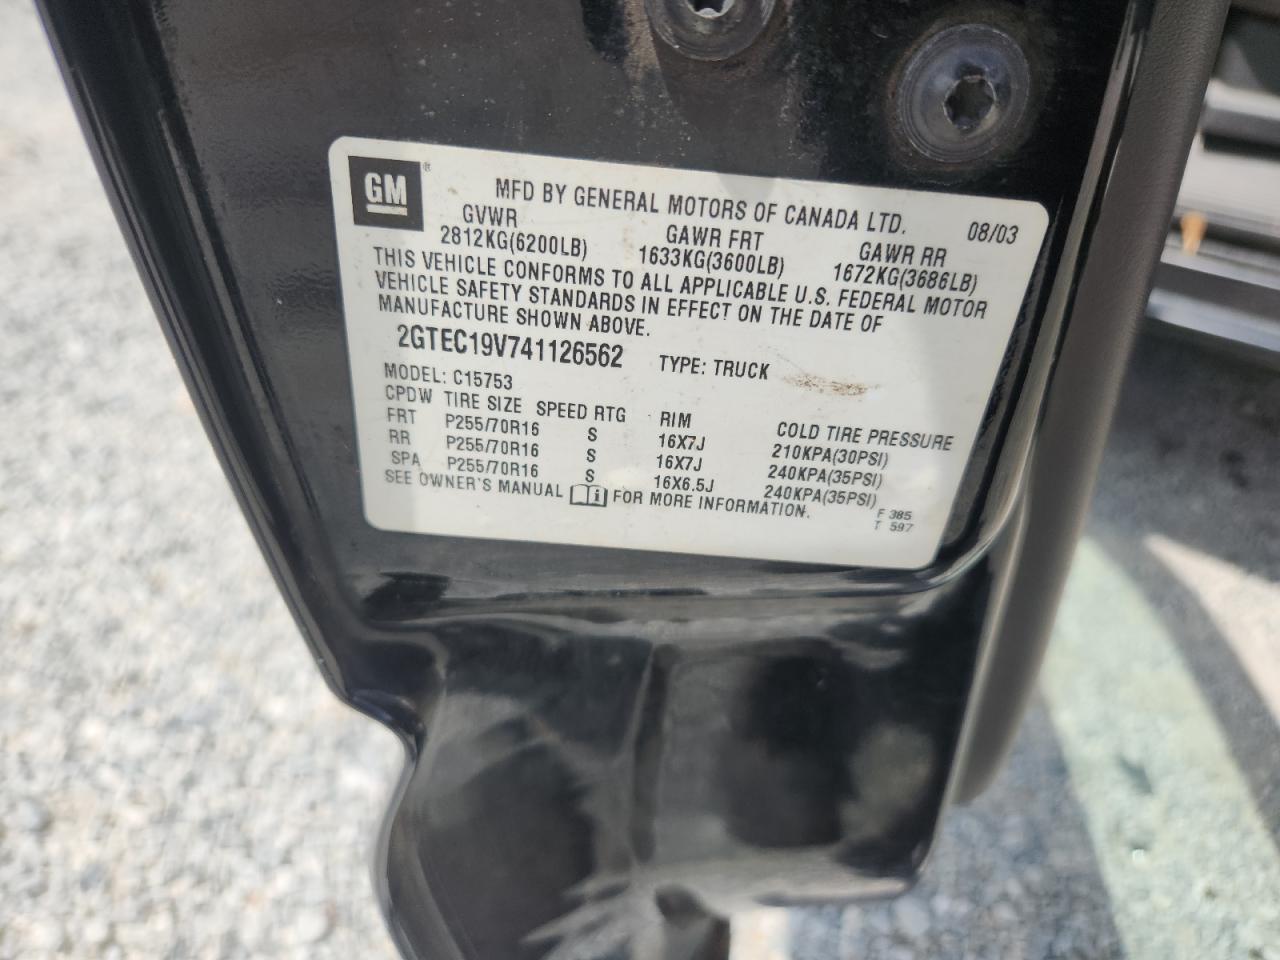 GM ®
MFD BY GENERAL MOTORS OF CANADA LTD. 08/03
GVWR GAWR FRT GAWR RR
2812KG(6200LB) 1633KG(3600LB) 1672KG(3686LB)
THIS VEHICLE CONFORMS TO ALL APPLICABLE U.S. FEDERAL MOTOR
VEHICLE SAFETY STANDARDS IN EFFECT ON THE DATE OF
MANUFACTURE SHOWN ABOVE.
2GTEC19V741126562 TYPE: TRUCK
MODEL: C15753
CPDW TIRE SIZE SPEED RTG RIM COLD TIRE PRESSURE
FRT P255/70R16 S 16X7J 210KPA(30PSI)
RR P255/70R16 S 16X7J 240KPA(35PSI)
SPA P255/70R16 S 16X6.5J 240KPA(35PSI)
SEE OWNER'S MANUAL i FOR MORE INFORMATION.
F 385
T 597